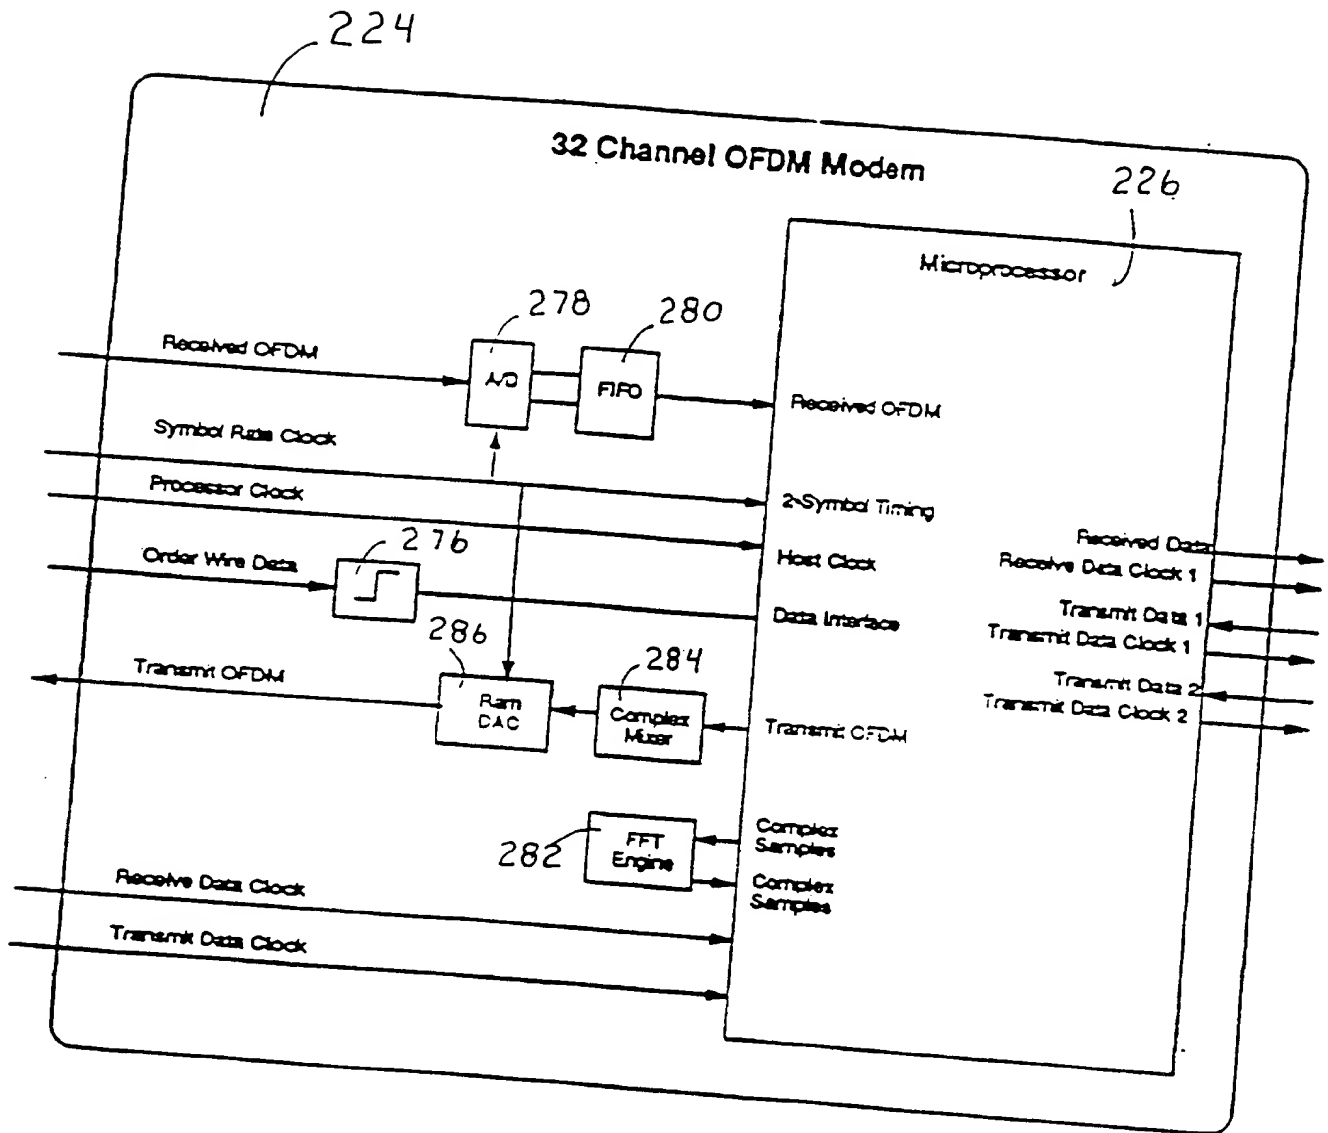 224
32 Channel OFDM Modem
226
Microprocessor
278
280
Received OFDM
A/D
FIFO
Received OFDM
Symbol Rate Clock
2-Symbol Timing
Processor Clock
Host Clock
276
Order Wire Data
Data Interface
Received Data
Receive Data Clock 1
Transmit Data 1
Transmit Data Clock 1
Transmit Data 2
Transmit Data Clock 2
286
284
Transmit OFDM
Ram
DAC
Complex
Mixer
Transmit OFDM
282
FFT
Engine
Complex
Samples
Complex
Samples
Receive Data Clock
Transmit Data Clock